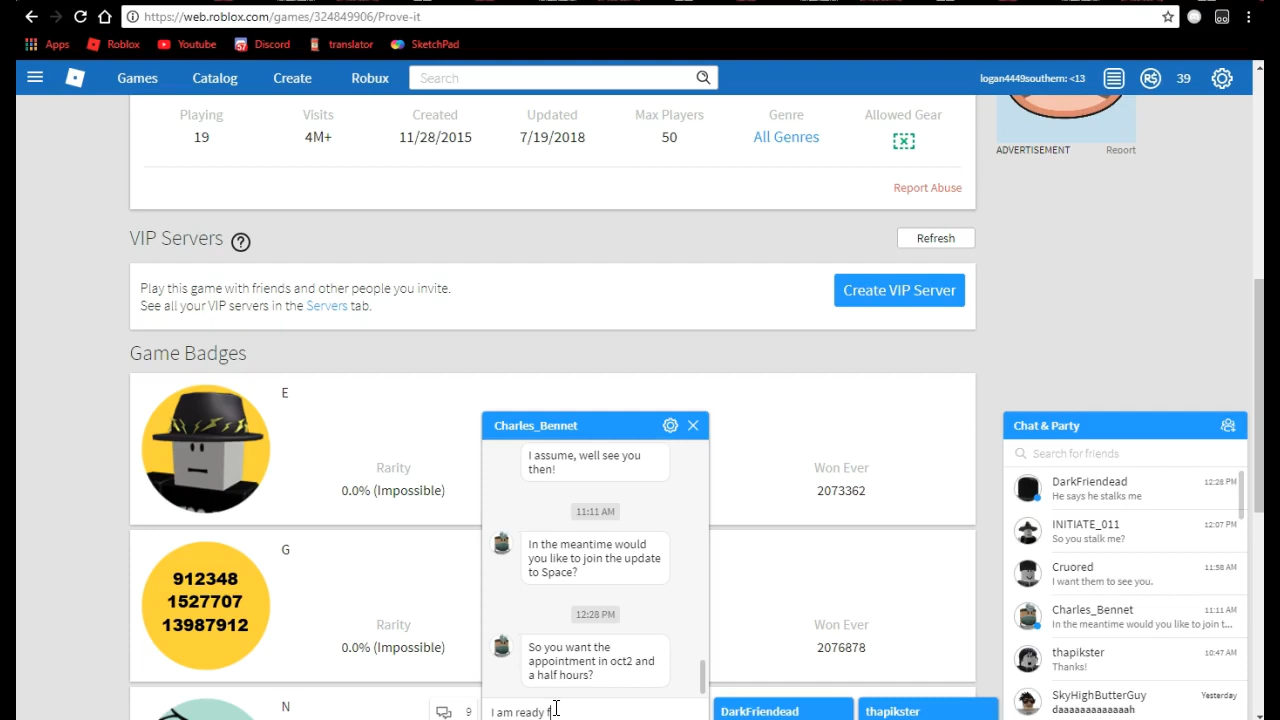 https://web.roblox.com/games/324849906/Prove-it
Apps Roblox Youtube Discord translator SketchPad
Games Catalog Create Robux Search logan4449southern: <13 R$ 39
Playing Visits Created Updated Max Players Genre Allowed Gear
19 4M+ 11/28/2015 7/19/2018 50 All Genres
ADVERTISEMENT Report
Report Abuse
VIP Servers ? Refresh
Play this game with friends and other people you invite.
See all your VIP servers in the Servers tab.
Create VIP Server
Game Badges
E
Rarity Won Ever
0.0% (Impossible) 2073362
G
912348
1527707
13987912
Rarity Won Ever
0.0% (Impossible) 2076878
N
Charles_Bennet
I assume, well see you
then!
11:11 AM
In the meantime would
you like to join the update
to Space?
12:28 PM
So you want the
appointment in oct2 and
a half hours?
9 I am ready f
DarkFriendead thapikster
Chat & Party
Search for friends
DarkFriendead 12:28 PM
He says he stalks me
INITIATE_011 12:07 PM
So you stalk me?
Cruored 11:58 AM
I want them to see you.
Charles_Bennet 11:11 AM
In the meantime would you like to join t...
thapikster 10:47 AM
Thanks!
SkyHighButterGuy Yesterday
daaaaaaaaaaaaah